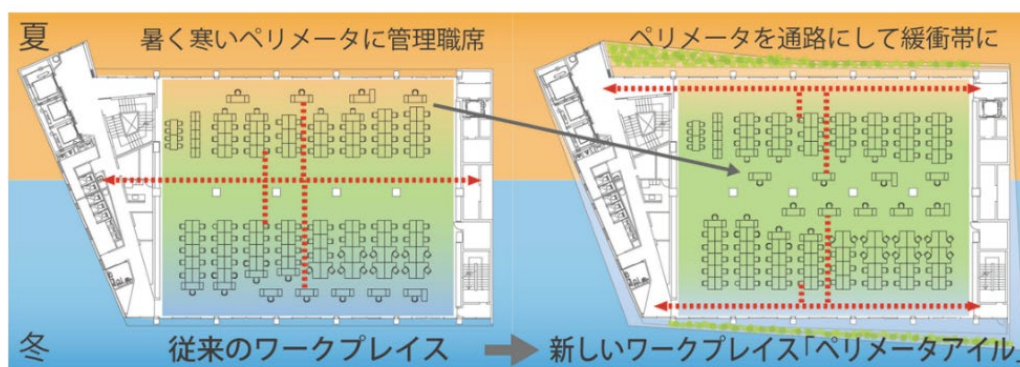 夏
暑く寒いペリメータに管理職席
ペリメータを通路にして緩衝帯に
冬
従来のワークプレイス
新しいワークプレイス「ペリメータアイル」